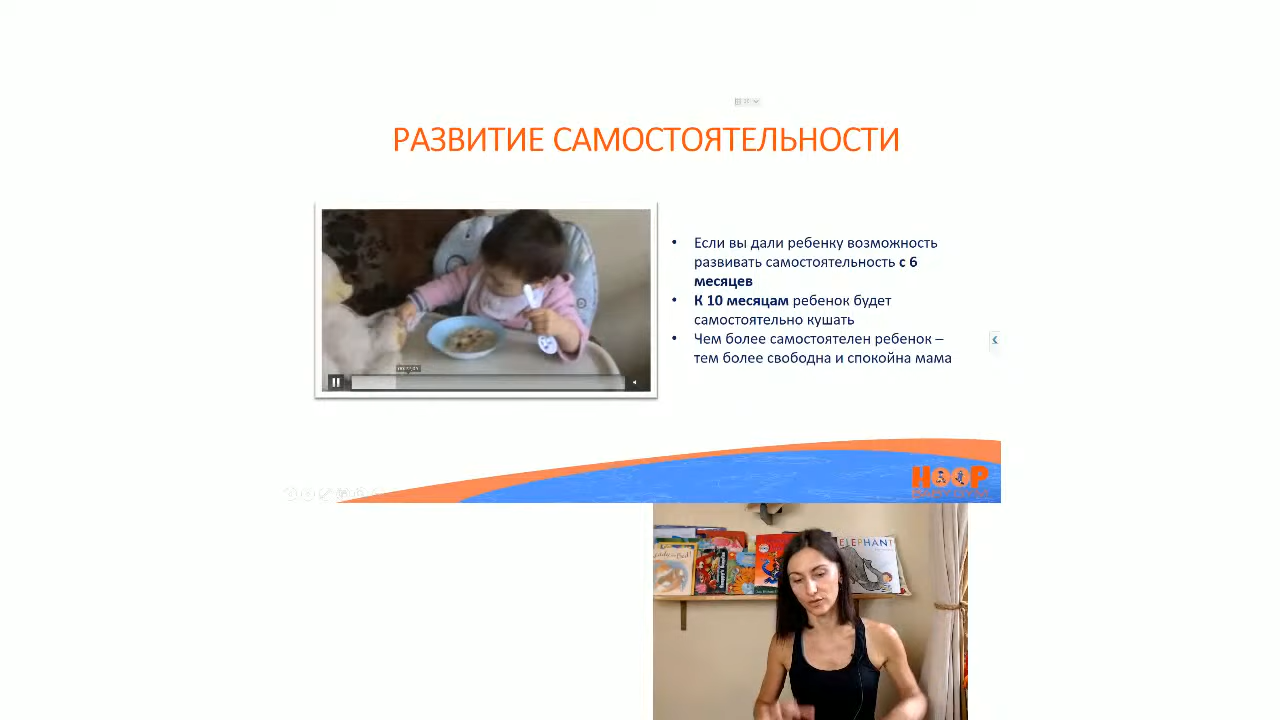 РАЗВИТИЕ САМОСТОЯТЕЛЬНОСТИ
Если вы дали ребенку возможность
развивать самостоятельность с 6
месяцев
К 10 месяцам ребенок будет
самостоятельно кушать
Чем более самостоятелен ребенок –
тем более свободна и спокойна мама
HOOP
ELEPHANT